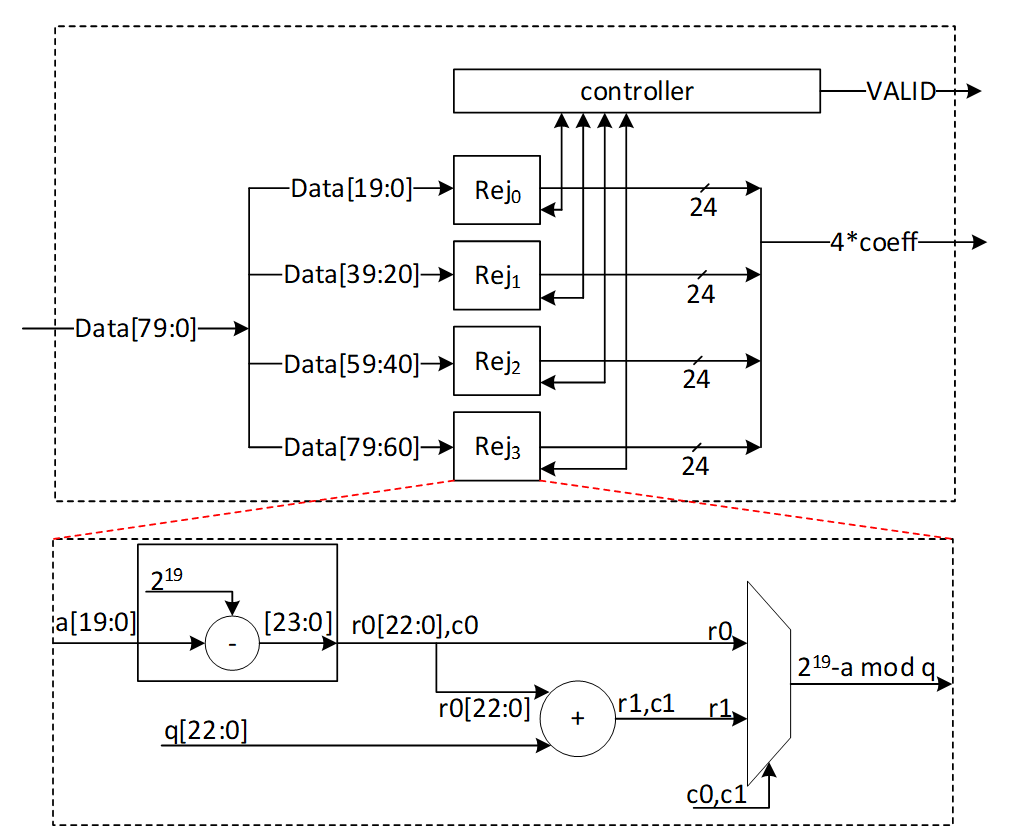 controller
VALID
Data[19:0]
Rej₀
24
4*coeff
Data[39:20]
Rej₁
24
Data[79:0]
Data[59:40]
Rej₂
24
Data[79:60]
Rej₃
24
2¹⁹
a[19:0]
-
[23:0]
r0[22:0],c0
r0
2¹⁹-a mod q
r0[22:0]
+
r1,c1
r1
q[22:0]
c0,c1